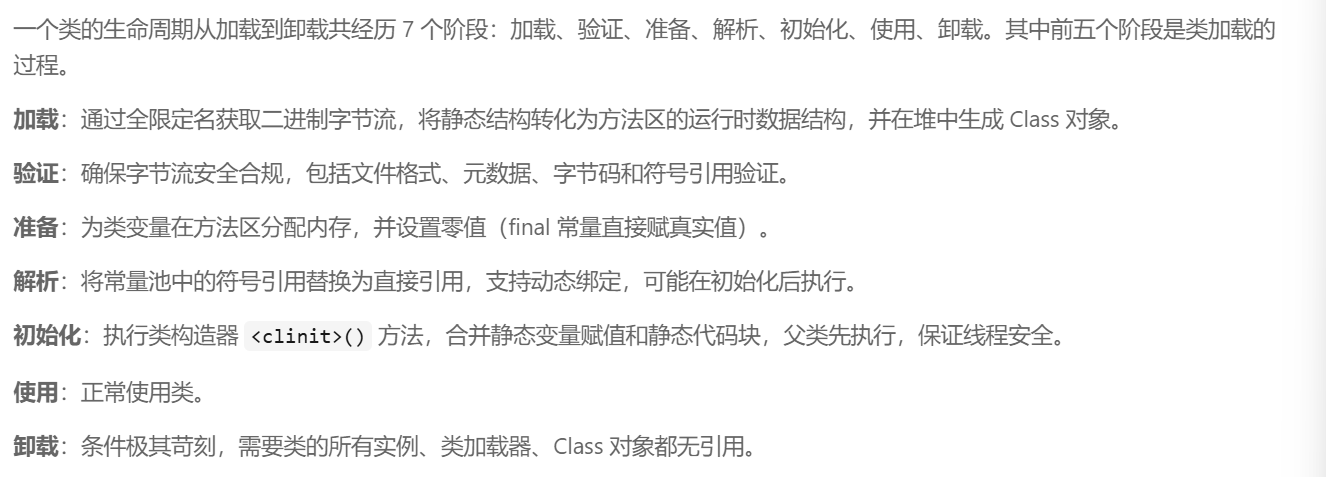 一个类的生命周期从加载到卸载共经历 7 个阶段：加载、验证、准备、解析、初始化、使用、卸载。其中前五个阶段是类加载的
过程。
加载：通过全限定名获取二进制字节流，将静态结构转化为方法区的运行时数据结构，并在堆中生成 Class 对象。
验证：确保字节流安全合规，包括文件格式、元数据、字节码和符号引用验证。
准备：为类变量在方法区分配内存，并设置零值（final 常量直接赋真实值）。
解析：将常量池中的符号引用替换为直接引用，支持动态绑定，可能在初始化后执行。
初始化：执行类构造器 <clinit>() 方法，合并静态变量赋值和静态代码块，父类先执行，保证线程安全。
使用：正常使用类。
卸载：条件极其苛刻，需要类的所有实例、类加载器、Class 对象都无引用。